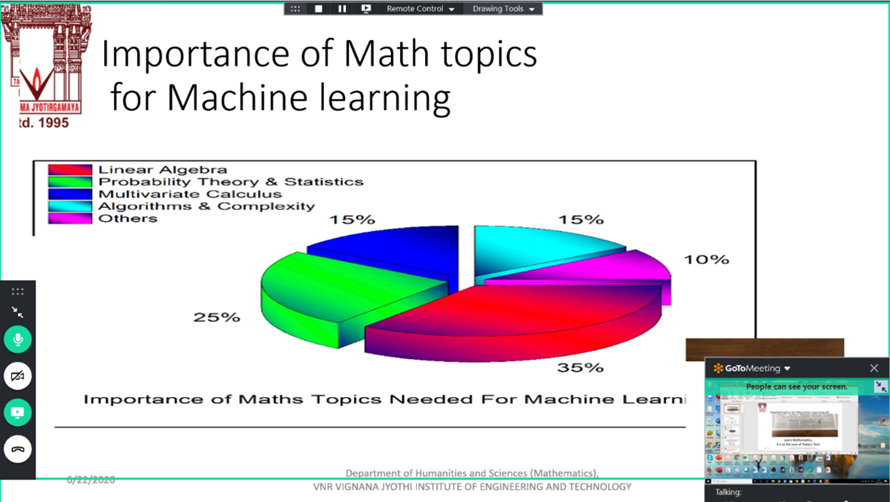 Remote Control
Drawing Tools
Importance of Math topics
for Machine learning
MA JYOTIRGAMAYA
td. 1995
Linear Algebra
Probability Theory & Statistics
Multivariate Calculus
Algorithms & Complexity
Others
15%
15%
10%
25%
35%
Importance of Maths Topics Needed For Machine Learni
GoToMeeting
People can see your screen.
Talking:
6/22/2020
Department of Humanities and Sciences (Mathematics),
VNR VIGNANA JYOTHI INSTITUTE OF ENGINEERING AND TECHNOLOGY